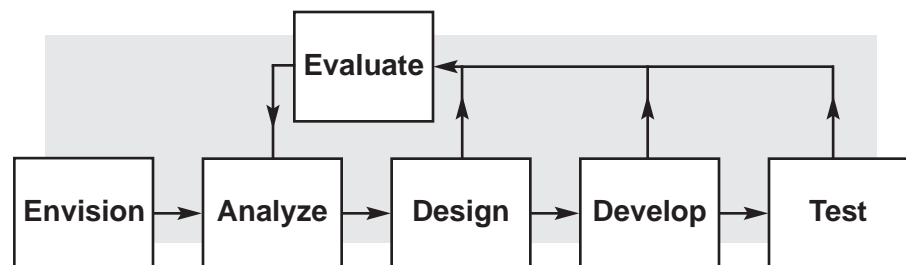 Evaluate
Envision
Analyze
Design
Develop
Test